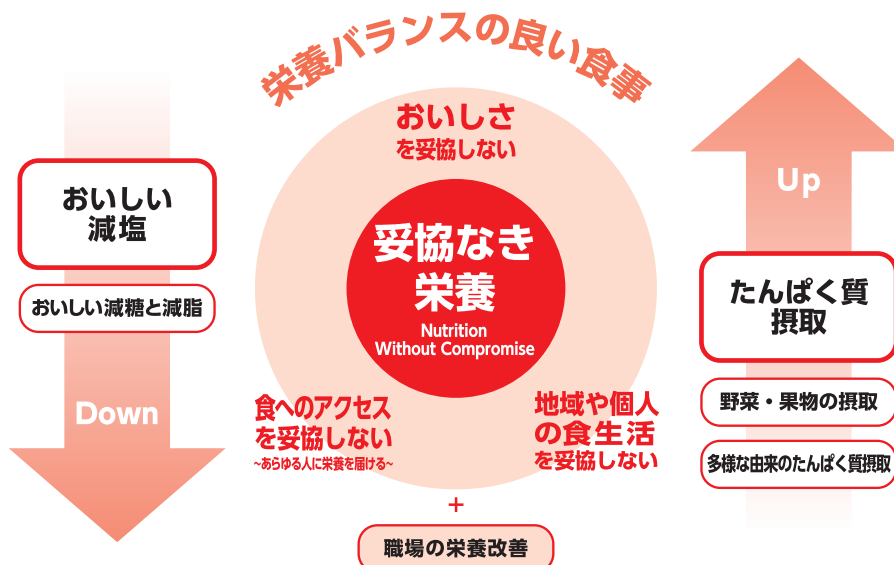 栄養バランスの良い食事
おいしい
減塩
おいしい減糖と減脂
Down
おいしさ
を妥協しない
妥協なき
栄養
Nutrition
Without Compromise
食へのアクセス
を妥協しない
~あらゆる人に栄養を届ける~
地域や個人
の食生活
を妥協しない
+
職場の栄養改善
Up
たんぱく質
摂取
野菜・果物の摂取
多様な由来のたんぱく質摂取